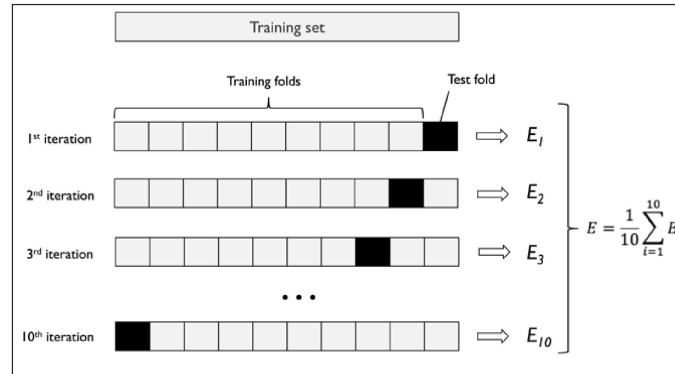 Training set
Training folds
Test fold
1st iteration
E1
2nd iteration
E2
3rd iteration
E3
E = 1/10 ∑ i=1 10 E
...
10th iteration
E10